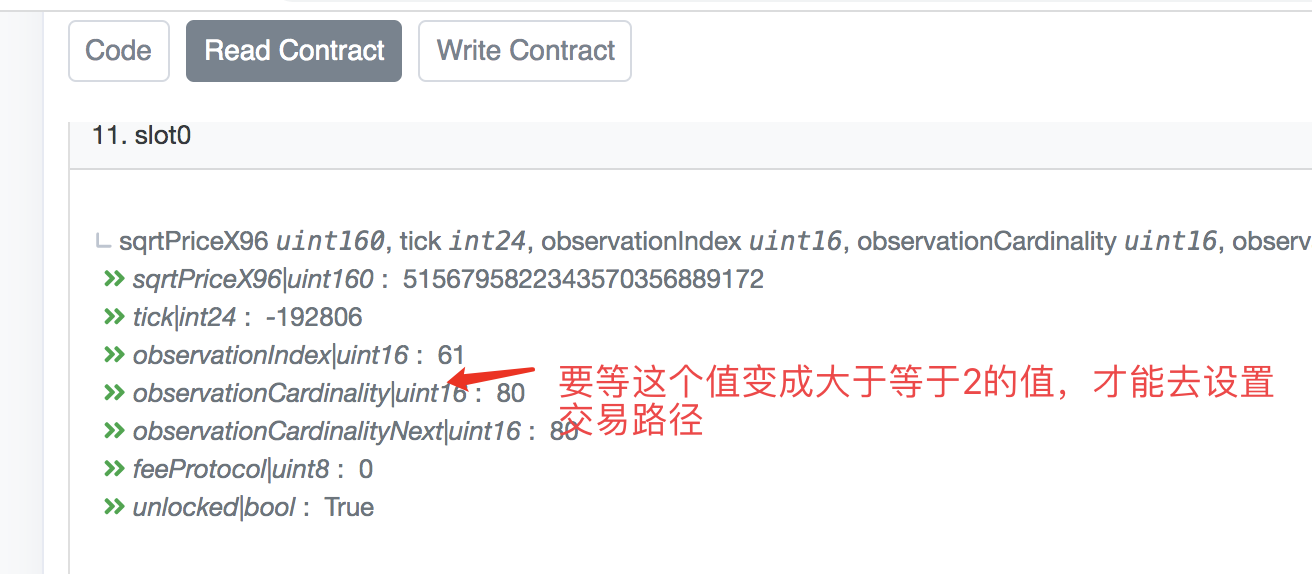 Code
Read Contract
Write Contract
11. slot0
sqrtPriceX96 uint160, tick int24, observationIndex uint16, observationCardinality uint16, observ
sqrtPriceX96|uint160 : 5156795822343570356889172
tick|int24 : -192806
observationIndex|uint16 : 61
observationCardinality|uint16 : 80
要等这个值变成大于等于2的值，才能去设置
交易路径
observationCardinalityNext|uint16 : 80
feeProtocol|uint8 : 0
unlocked|bool : True